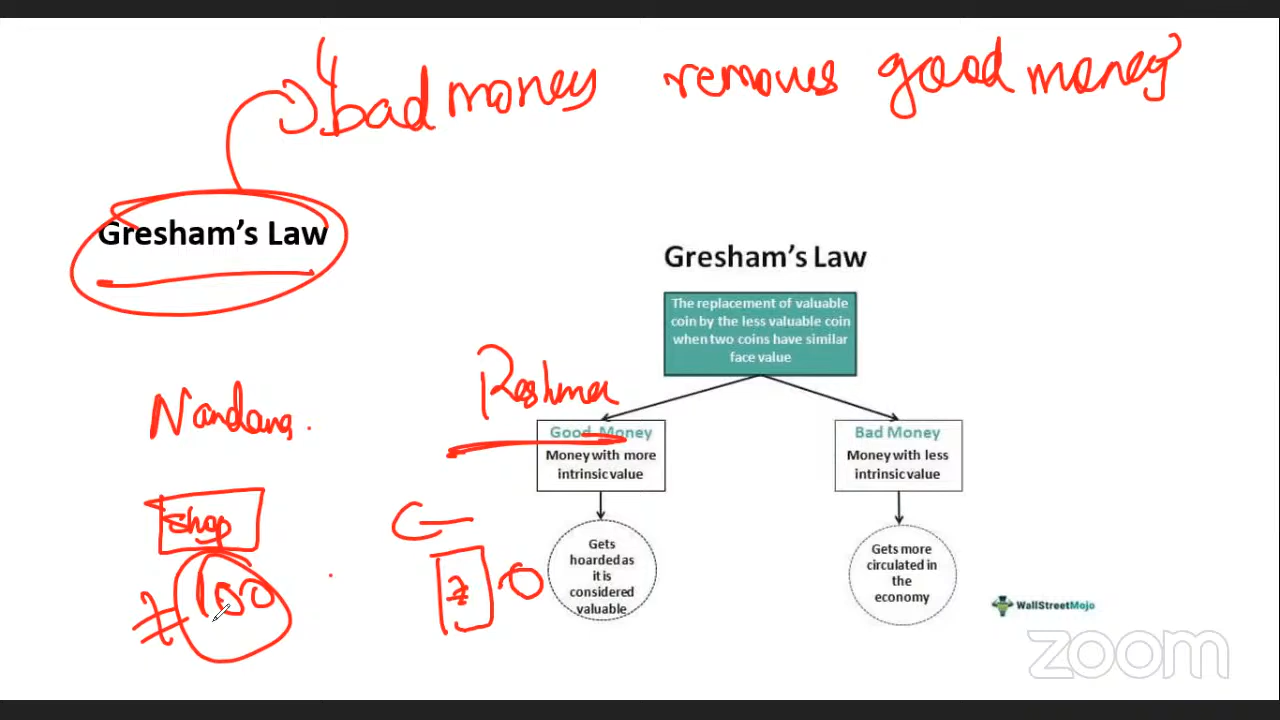 bad money removes good money
Gresham's Law
Gresham's Law
The replacement of valuable
coin by the less valuable coin
when two coins have similar
face value
Reshma
Nandana.
Good Money
Money with more
intrinsic value
Bad Money
Money with less
intrinsic value
shop
100
Gets
hoarded as
it is
considered
valuable
Gets more
circulated in
the
economy
WallStreetMojo
zoom